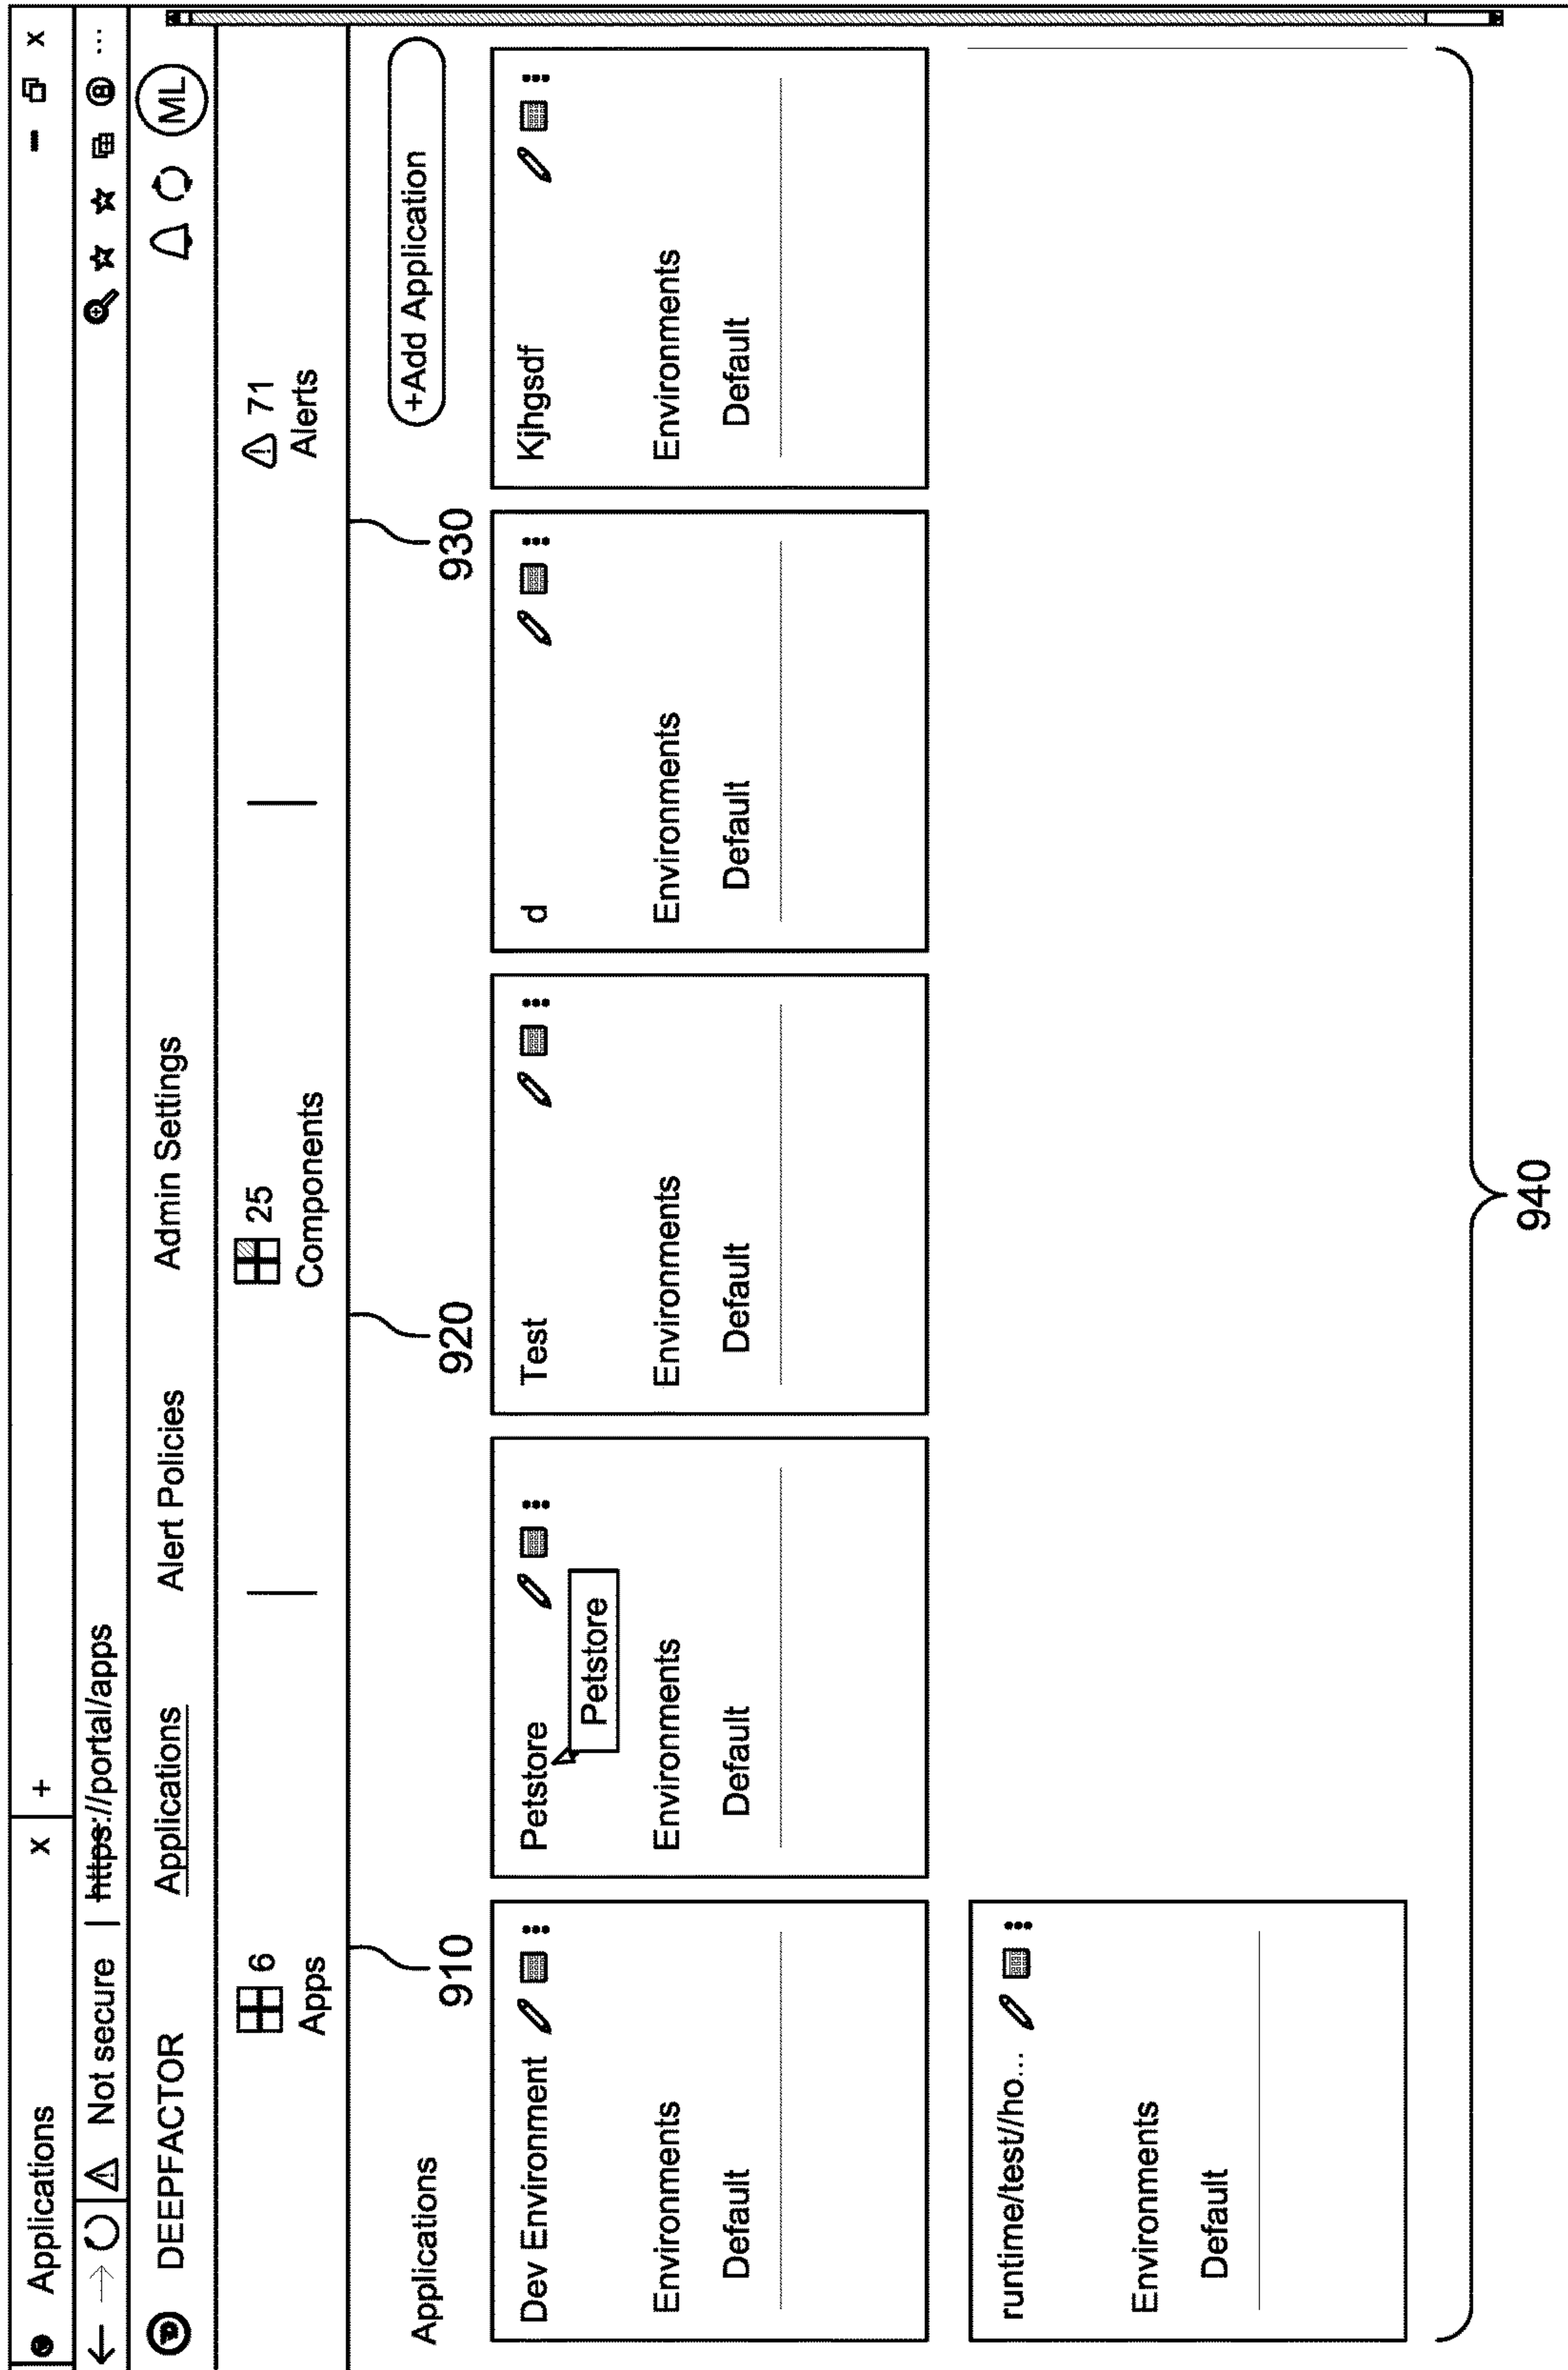 Applications x + x
Not secure | https://portal/apps ...
DEEPFACTOR Applications Alert Policies Admin Settings ML
6 25 71
Apps Components Alerts
910 920 930
Applications +Add Application
Dev Environment Petstore Test d Kjhgsdf
Petstore
Environments Environments Environments Environments Environments
Default Default Default Default Default
runtime/test//ho...
Environments
Default
940